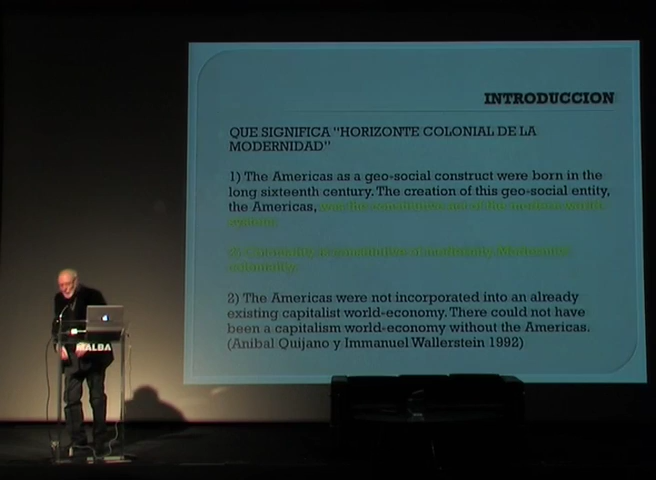 INTRODUCCION
QUE SIGNIFICA “HORIZONTE COLONIAL DE LA
MODERNIDAD”
1) The Americas as a geo-social construct were born in the
long sixteenth century. The creation of this geo-social entity,
the Americas, was the constitutive act of the modern world-
system.
2) Coloniality is constitutive of modernity. Modernity/
coloniality.
2) The Americas were not incorporated into an already
existing capitalist world-economy. There could not have
been a capitalism world-economy without the Americas.
(Anibal Quijano y Immanuel Wallerstein 1992)
MALBA